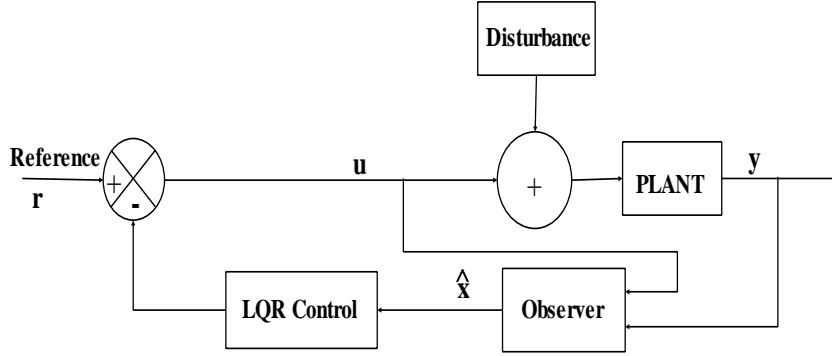 Disturbance
Reference
r
+
-
u
+
PLANT
y
LQR Control
x̂
Observer